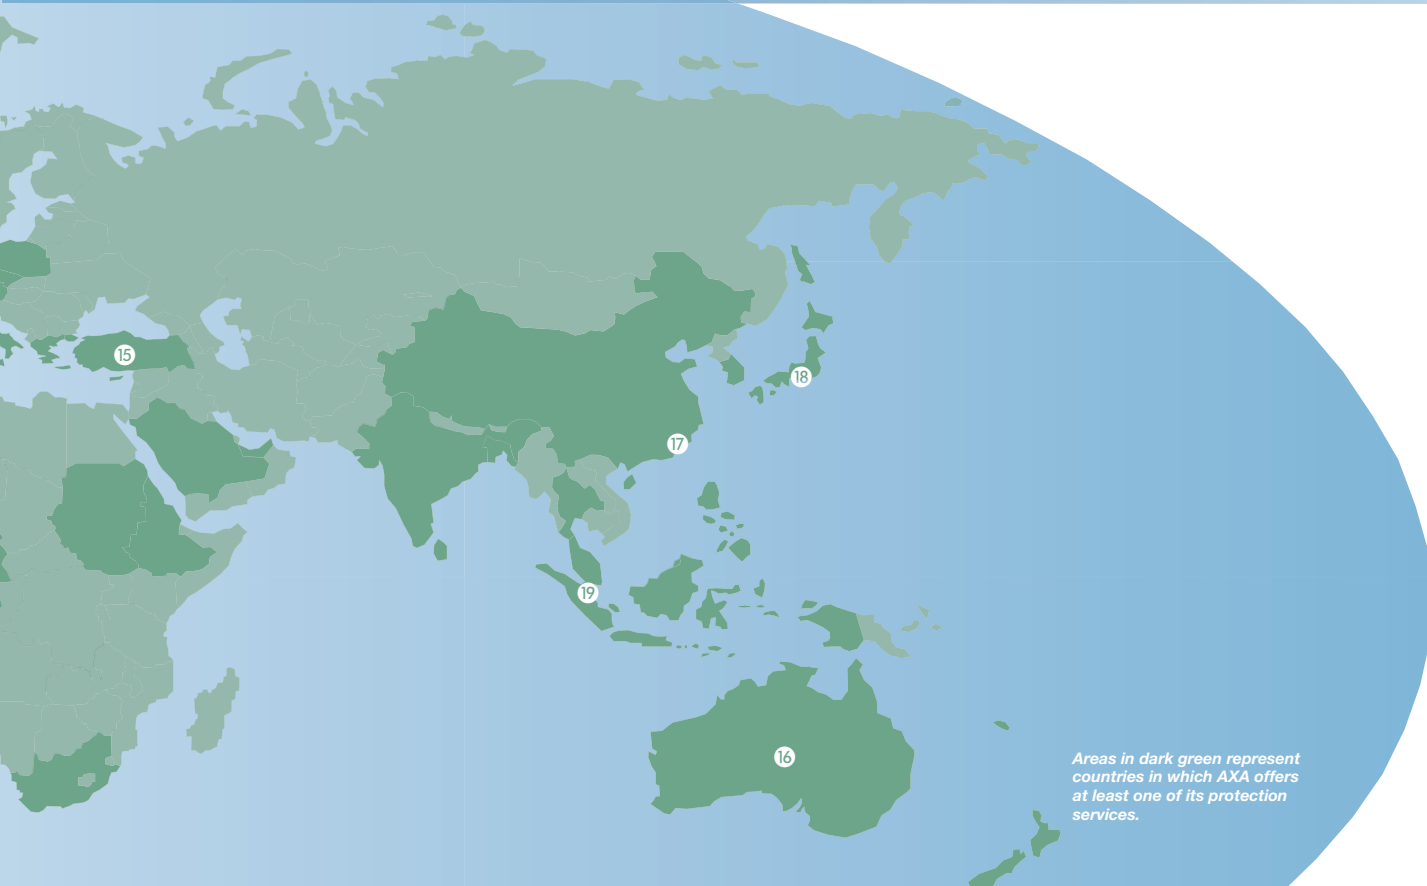 15
18
17
19
16
Areas in dark green represent
countries in which AXA offers
at least one of its protection
services.